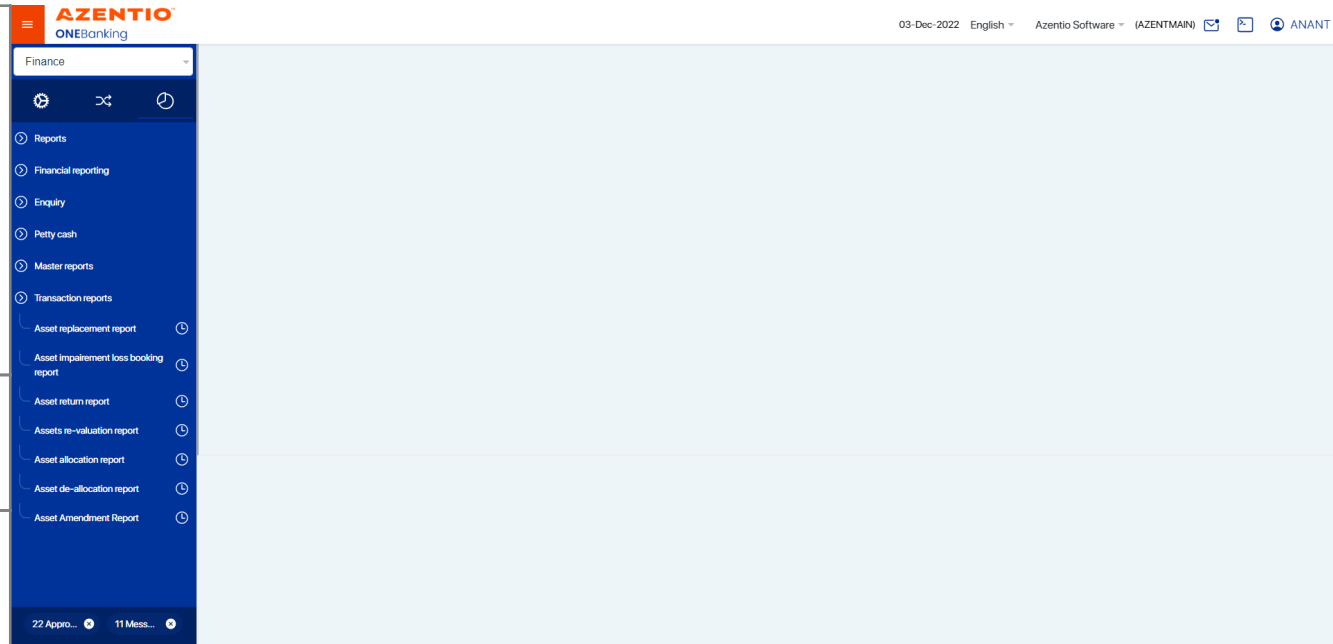 AZENTIO
ONEBanking
03-Dec-2022 English Azentio Software (AZENTMAIN) ANANT
Finance
Reports
Financial reporting
Enquiry
Petty cash
Master reports
Transaction reports
Asset replacement report
Asset impairement loss booking
report
Asset return report
Assets re-valuation report
Asset allocation report
Asset de-allocation report
Asset Amendment Report
22 Appro... 11 Mess...